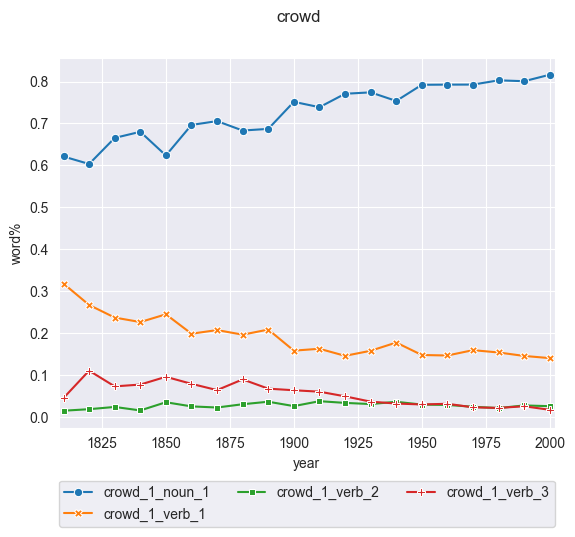 crowd
0.8
0.7
0.6
0.5
0.4
0.3
0.2
0.1
0.0
word%
1825 1850 1875 1900 1925 1950 1975 2000
year
crowd_1_noun_1 crowd_1_verb_2 crowd_1_verb_3
crowd_1_verb_1